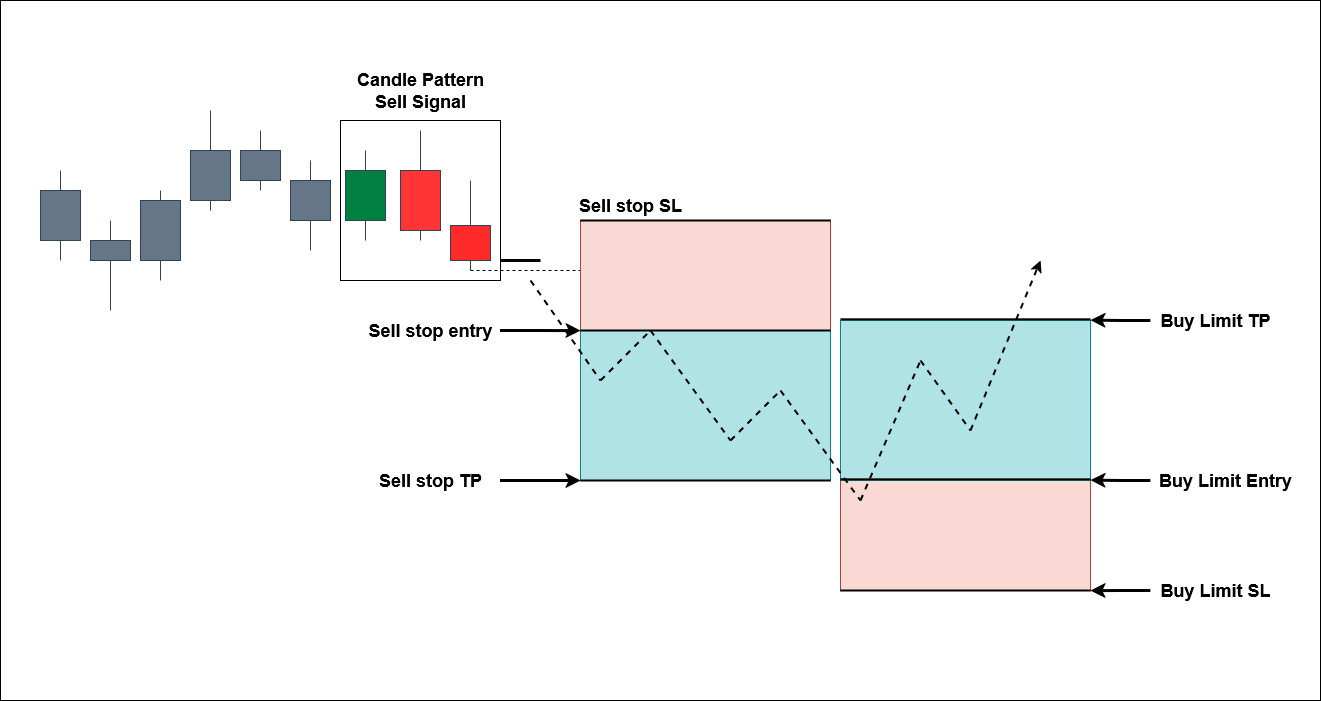 Candle Pattern
Sell Signal
Sell stop SL
Sell stop entry
Buy Limit TP
Sell stop TP
Buy Limit Entry
Buy Limit SL